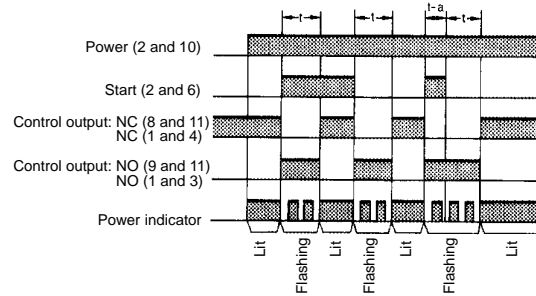 t t t-a t
Power (2 and 10)
Start (2 and 6)
Control output: NC (8 and 11)
NC (1 and 4)
Control output: NO (9 and 11)
NO (1 and 3)
Power indicator
Lit Flashing Lit Flashing Lit Flashing Lit